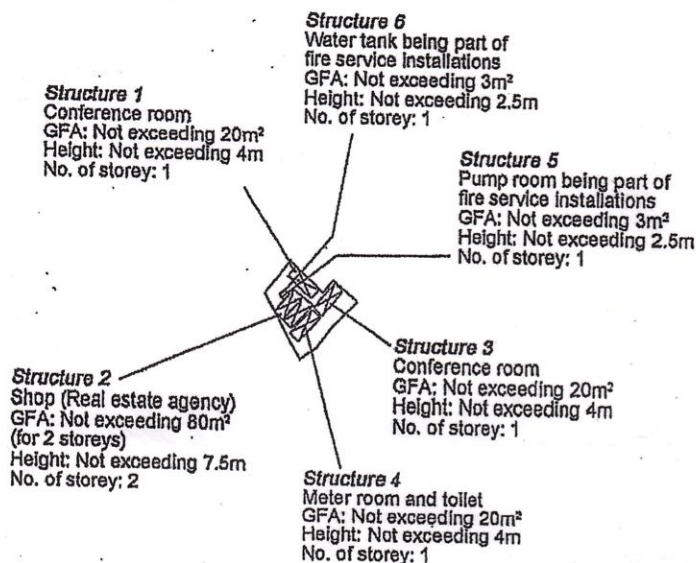 Structure 6
Water tank being part of
fire service installations
GFA: Not exceeding 3m²
Height: Not exceeding 2.5m
No. of storey: 1
Structure 1
Conference room
GFA: Not exceeding 20m²
Height: Not exceeding 4m
No. of storey: 1
Structure 5
Pump room being part of
fire service installations
GFA: Not exceeding 3m²
Height: Not exceeding 2.5m
No. of storey: 1
Structure 3
Conference room
GFA: Not exceeding 20m²
Height: Not exceeding 4m
No. of storey: 1
Structure 2
Shop (Real estate agency)
GFA: Not exceeding 80m²
(for 2 storeys)
Height: Not exceeding 7.5m
No. of storey: 2
Structure 4
Meter room and toilet
GFA: Not exceeding 20m²
Height: Not exceeding 4m
No. of storey: 1